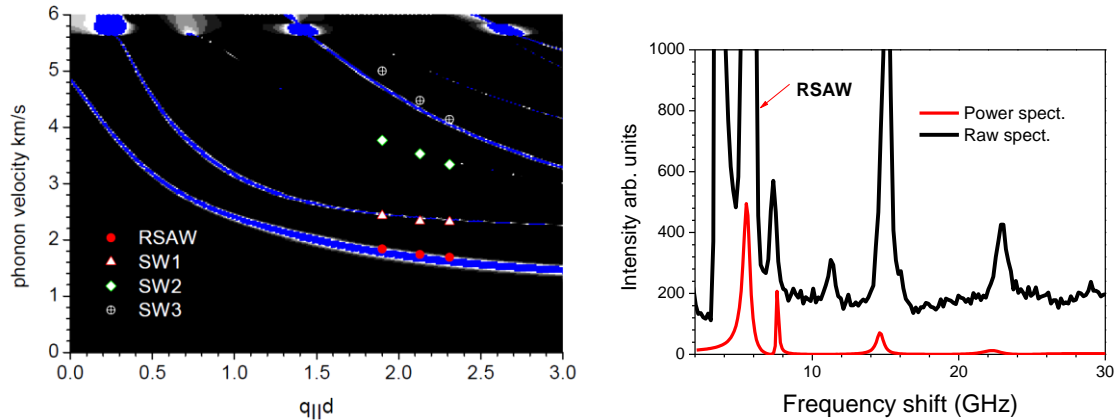 6
5
4
3
2
1
0
phonon velocity km/s
RSAW
SW1
SW2
SW3
0.0 0.5 1.0 1.5 2.0 2.5 3.0
q||d
1000
800
600
400
200
0
Intensity arb. units
RSAW
Power spect.
Raw spect.
10 20 30
Frequency shift (GHz)